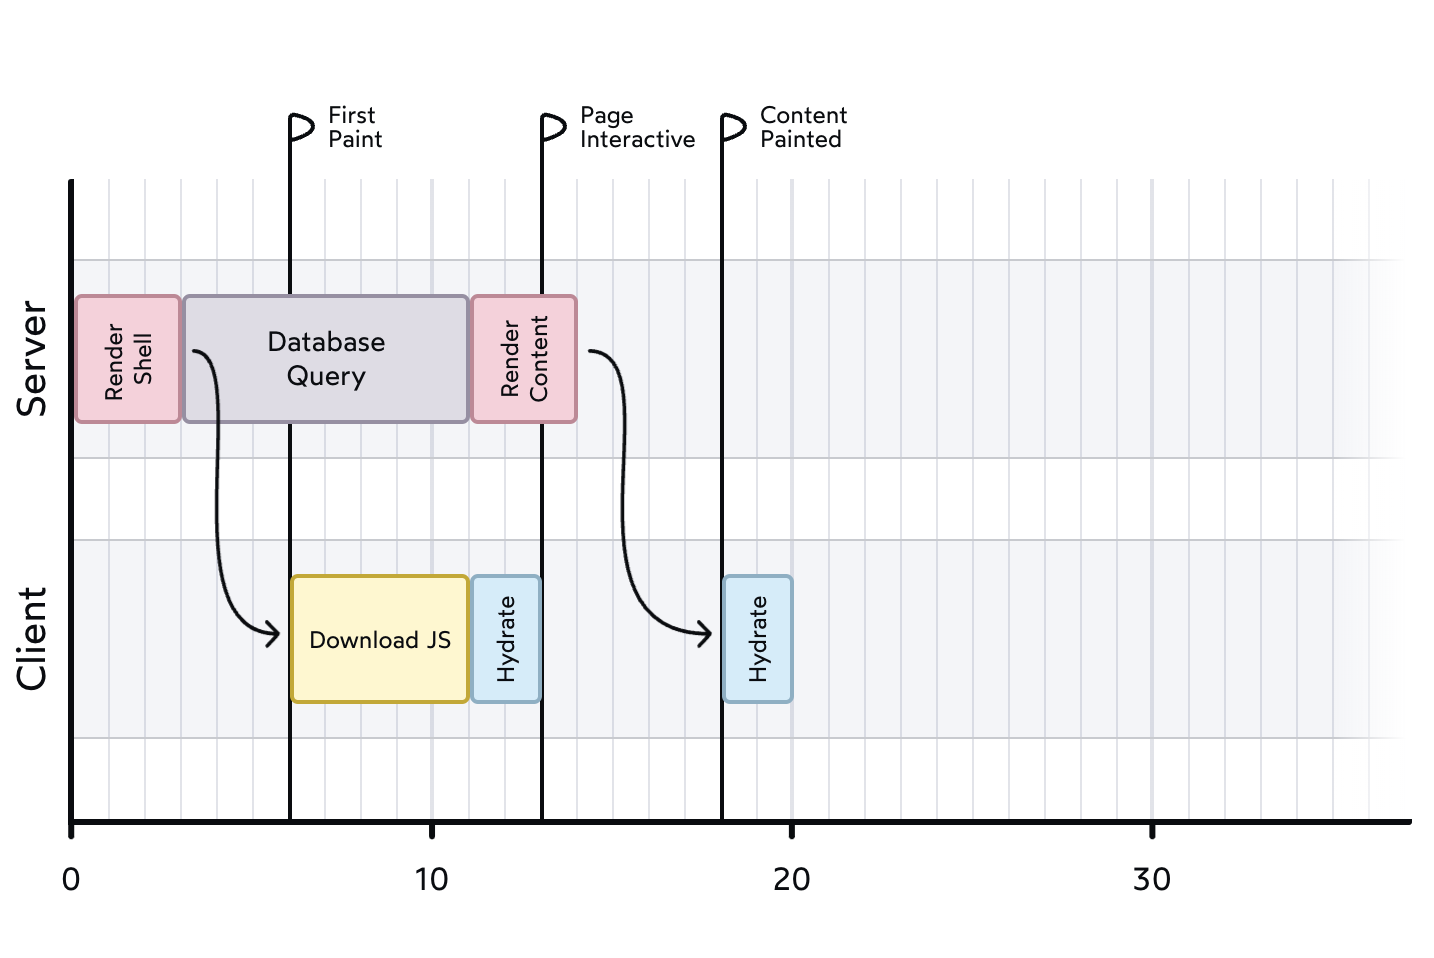 First
Paint
Page
Interactive
Content
Painted
Server
Render
Shell
Database
Query
Render
Content
Client
Download JS
Hydrate
Hydrate
0
10
20
30